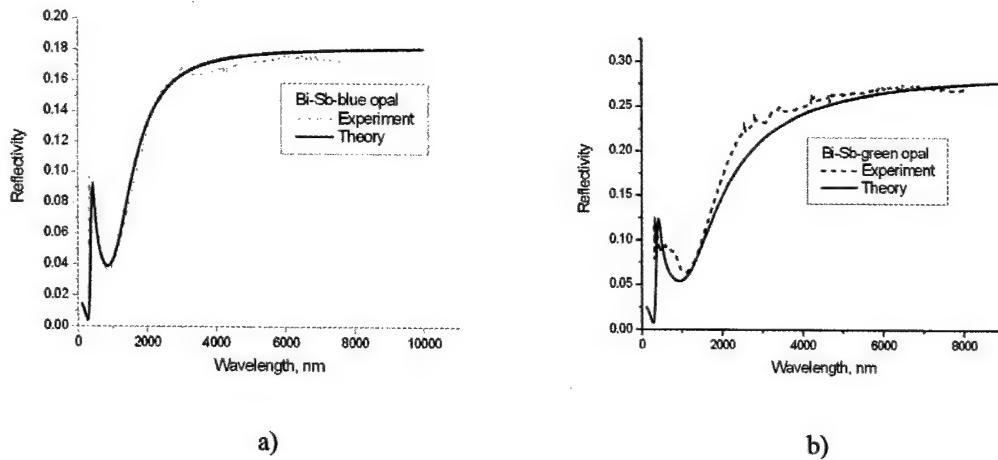 0.20
0.18
0.16
0.14
0.12
0.10
0.08
0.06
0.04
0.02
0.00
Reflectivity
0 2000 4000 6000 8000 10000
Wavelength, nm
Bi-Sb-blue opal
Experiment
Theory
a)
0.30
0.25
0.20
0.15
0.10
0.05
0.00
Reflectivity
0 2000 4000 6000 8000
Wavelength, nm
Bi-Sb-green opal
Experiment
Theory
b)